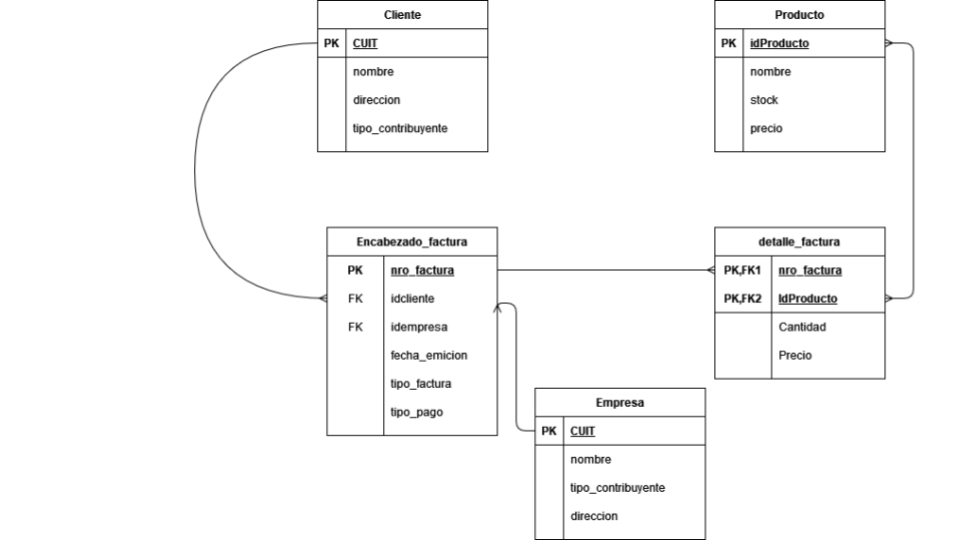 Cliente
PK CUIT
nombre
direccion
tipo_contribuyente
Producto
PK idProducto
nombre
stock
precio
Encabezado_factura
PK nro_factura
FK idcliente
FK idempresa
fecha_emicion
tipo_factura
tipo_pago
detalle_factura
PK,FK1 nro_factura
PK,FK2 IdProducto
Cantidad
Precio
Empresa
PK CUIT
nombre
tipo_contribuyente
direccion